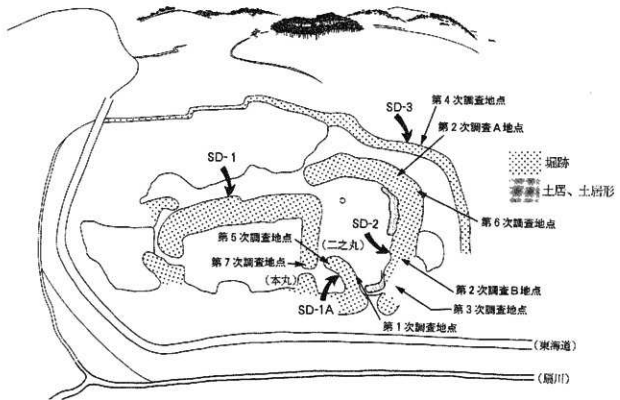 SD-3
第4次調査地点
第2次調査A地点
SD-1
堀跡
土居、土居形
第6次調査地点
SD-2
第5次調査地点
(二之丸)
第7次調査地点
(本丸)
第2次調査B地点
第3次調査地点
SD-1A
第1次調査地点
(東海道)
(扇川)